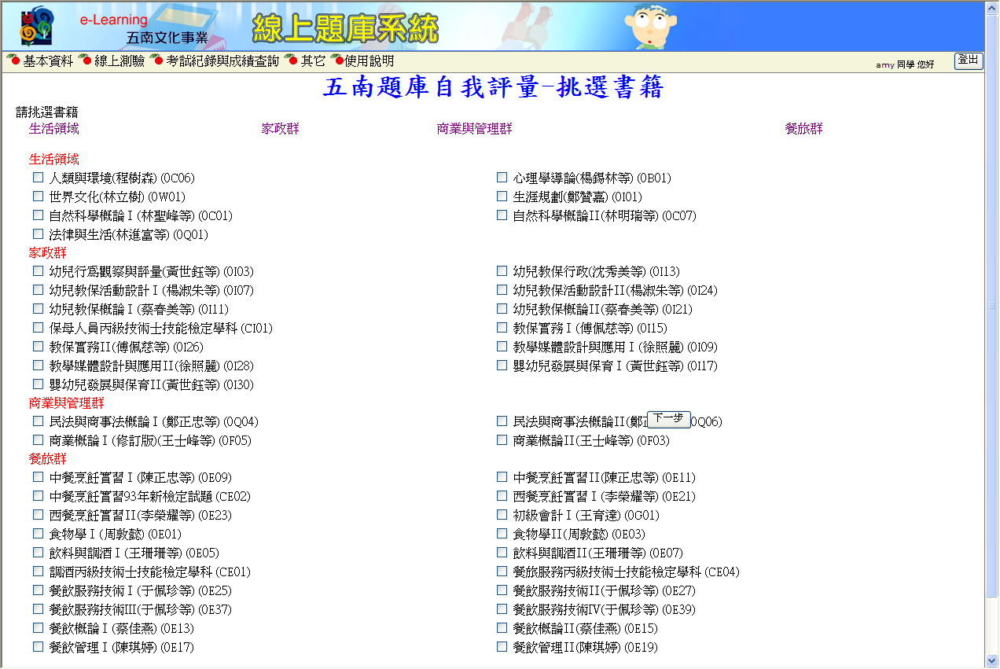 e-Learning
五南文化事業
線上題庫系統
基本資料 線上測驗 考試紀錄與成績查詢 其它 使用說明
amy 同學 您好 登出
五南題庫自我評量-挑選書籍
請挑選書籍
生活領域 家政群 商業與管理群 餐旅群
生活領域
人類與環境(程樹森) (0C06) 心理學導論(楊錫林等) (0B01)
世界文化(林立樹) (0W01) 生涯規劃(鄭贊嘉) (0I01)
自然科學概論Ⅰ(林聖峰等) (0C01) 自然科學概論II(林明瑞等) (0C07)
法律與生活(林進富等) (0Q01)
家政群
幼兒行為觀察與評量(黃世鈺等) (0I03) 幼兒教保行政(沈秀美等) (0I13)
幼兒教保活動設計Ⅰ(楊淑朱等) (0I07) 幼兒教保活動設計II(楊淑朱等) (0I24)
幼兒教保概論Ⅰ(蔡春美等) (0I11) 幼兒教保概論II(蔡春美等) (0I21)
保母人員丙級技術士技能檢定學科 (CI01) 教保實務Ⅰ(傅佩慈等) (0I15)
教保實務II(傅佩慈等) (0I26) 教學媒體設計與應用Ⅰ(徐照麗) (0I09)
教學媒體設計與應用II(徐照麗) (0I28) 嬰幼兒發展與保育Ⅰ(黃世鈺等) (0I17)
嬰幼兒發展與保育II(黃世鈺等) (0I30)
商業與管理群
民法與商事法概論Ⅰ(鄭正忠等) (0Q04) 民法與商事法概論II(鄭 下一步 0Q06)
商業概論Ⅰ(修訂版)(王士峰等) (0F05) 商業概論II(王士峰等) (0F03)
餐旅群
中餐烹飪實習Ⅰ(陳正忠等) (0E09) 中餐烹飪實習II(陳正忠等) (0E11)
中餐烹飪實習93年新檢定試題 (CE02) 西餐烹飪實習Ⅰ(李榮耀等) (0E21)
西餐烹飪實習II(李榮耀等) (0E23) 初級會計Ⅰ(王育達) (0G01)
食物學Ⅰ(周敦懿) (0E01) 食物學II(周敦懿) (0E03)
飲料與調酒Ⅰ(王珊珊等) (0E05) 飲料與調酒II(王珊珊等) (0E07)
調酒丙級技術士技能檢定學科 (CE01) 餐旅服務丙級技術士技能檢定學科 (CE04)
餐飲服務技術Ⅰ(于佩珍等) (0E25) 餐飲服務技術II(于佩珍等) (0E27)
餐飲服務技術III(于佩珍等) (0E37) 餐飲服務技術IV(于佩珍等) (0E39)
餐飲概論Ⅰ(蔡佳燕) (0E13) 餐飲概論II(蔡佳燕) (0E15)
餐飲管理Ⅰ(陳琪婷) (0E17) 餐飲管理II(陳琪婷) (0E19)